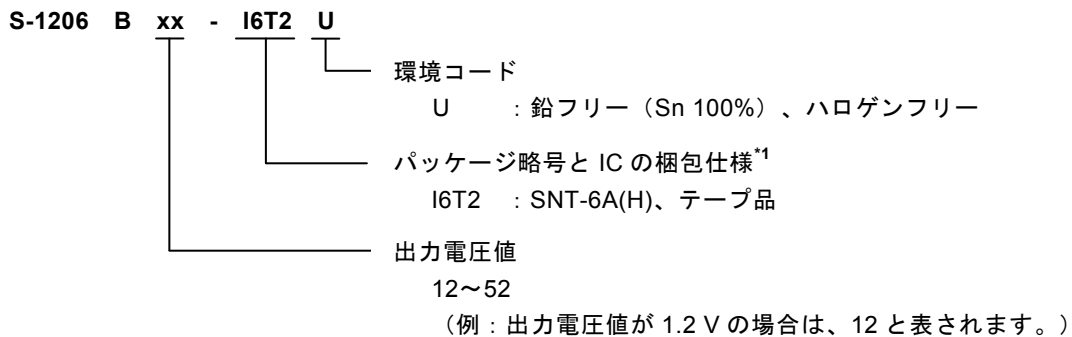 S-1206 B xx - I6T2 U
環境コード
U ：鉛フリー（Sn 100%）、ハロゲンフリー
パッケージ略号と IC の梱包仕様*1
I6T2 ：SNT-6A(H)、テープ品
出力電圧値
12～52
（例：出力電圧値が 1.2 V の場合は、12 と表されます。）